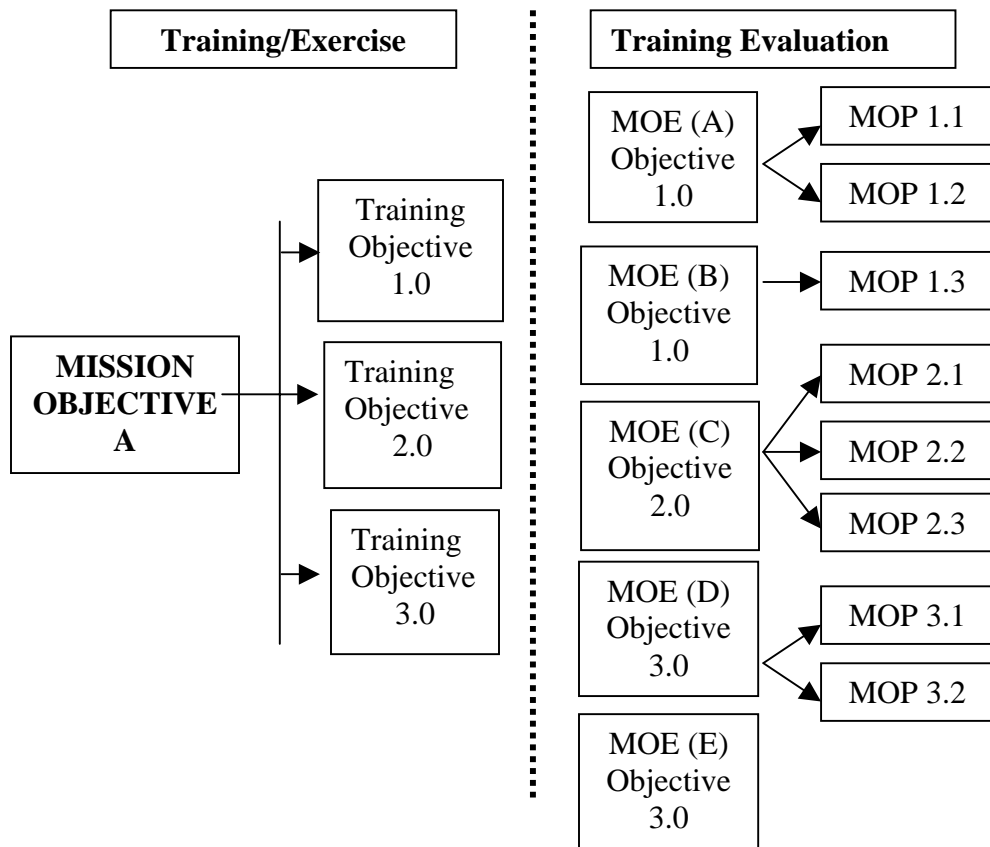 Training/Exercise
Training Evaluation
MISSION
OBJECTIVE
A
Training
Objective
1.0
Training
Objective
2.0
Training
Objective
3.0
MOE (A)
Objective
1.0
MOP 1.1
MOP 1.2
MOE (B)
Objective
1.0
MOP 1.3
MOE (C)
Objective
2.0
MOP 2.1
MOP 2.2
MOP 2.3
MOE (D)
Objective
3.0
MOP 3.1
MOP 3.2
MOE (E)
Objective
3.0